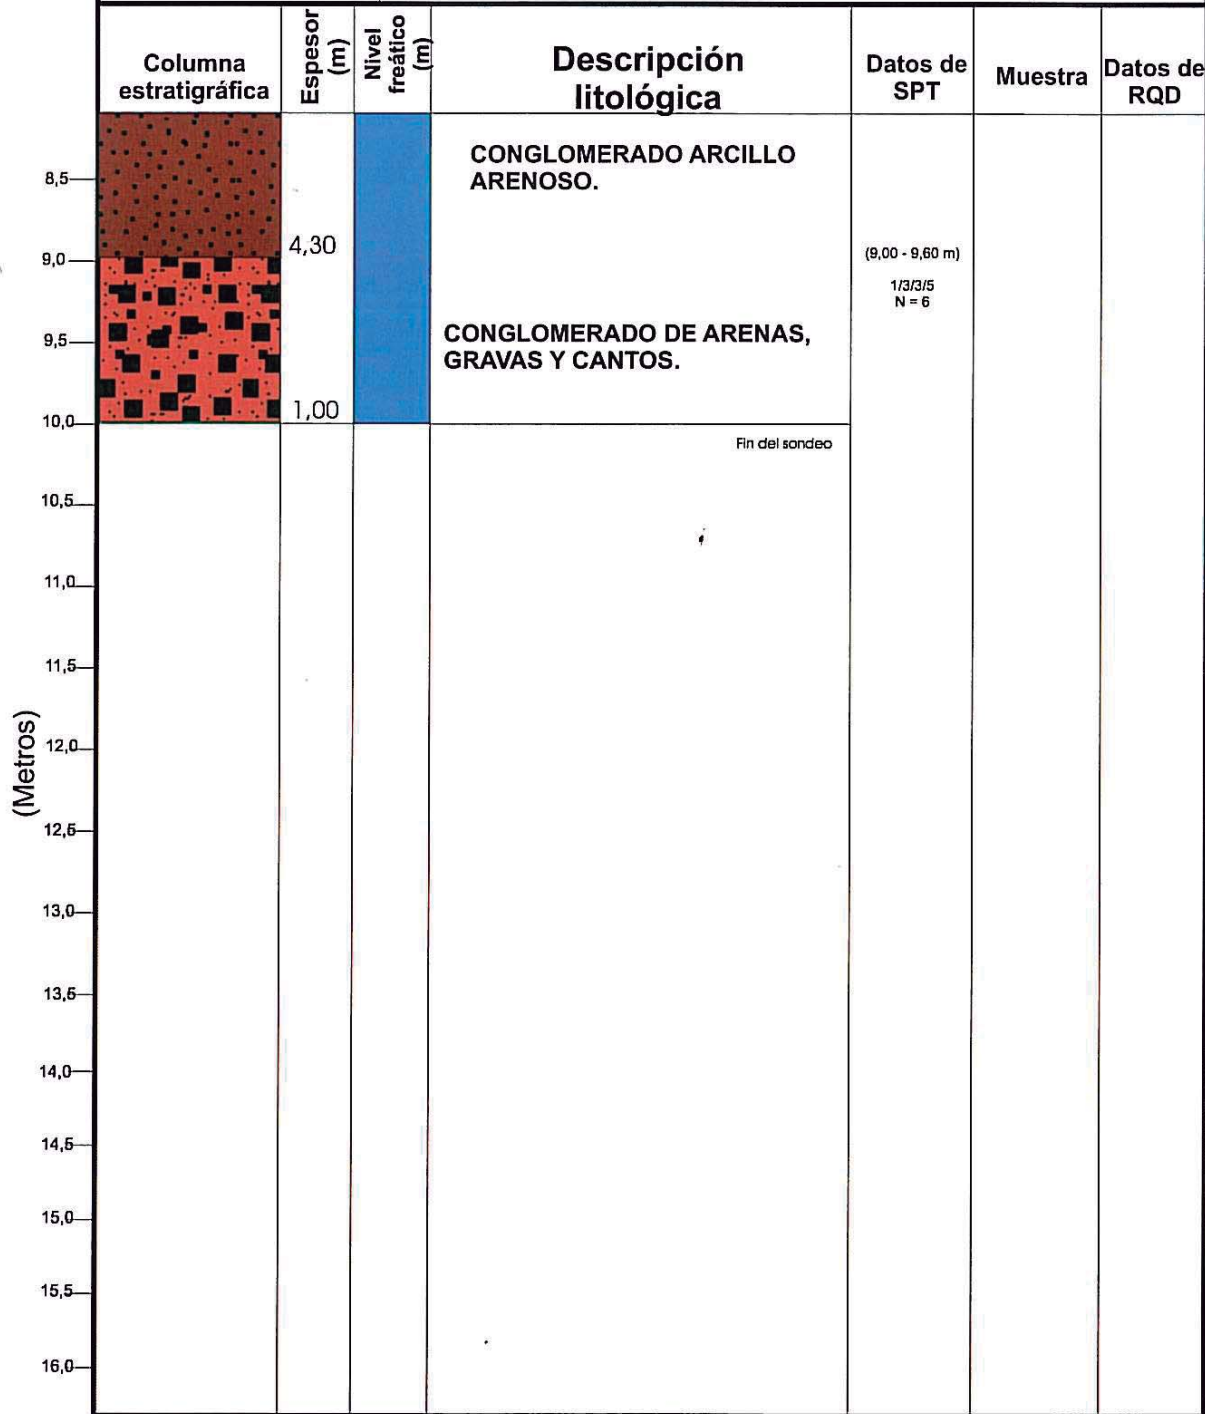 Columna
estratigráfica
Espesor
(m)
Nivel
freático
(m)
Descripción
litológica
Datos de
SPT
Muestra
Datos de
RQD
CONGLOMERADO ARCILLO
ARENOSO.
8,5
4,30
9,0
(9,00 - 9,60 m)
1/3/3/5
N = 6
9,5
CONGLOMERADO DE ARENAS,
GRAVAS Y CANTOS.
1,00
10,0
Fin del sondeo
10,5
11,0
11,5
(Metros)
12,0
12,5
13,0
13,5
14,0
14,5
15,0
15,5
16,0